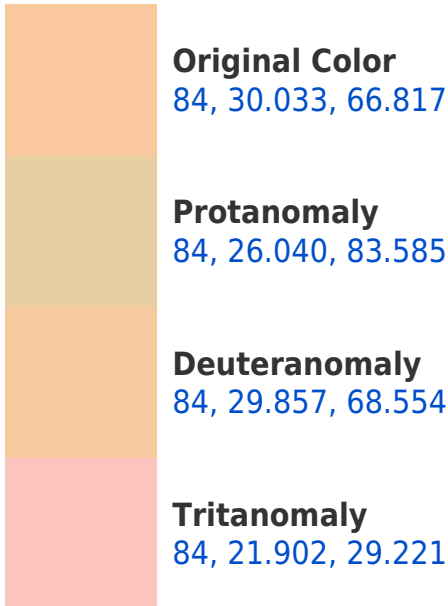 Original Color
84, 30.033, 66.817
Protanomaly
84, 26.040, 83.585
Deuteranomaly
84, 29.857, 68.554
Tritanomaly
84, 21.902, 29.221